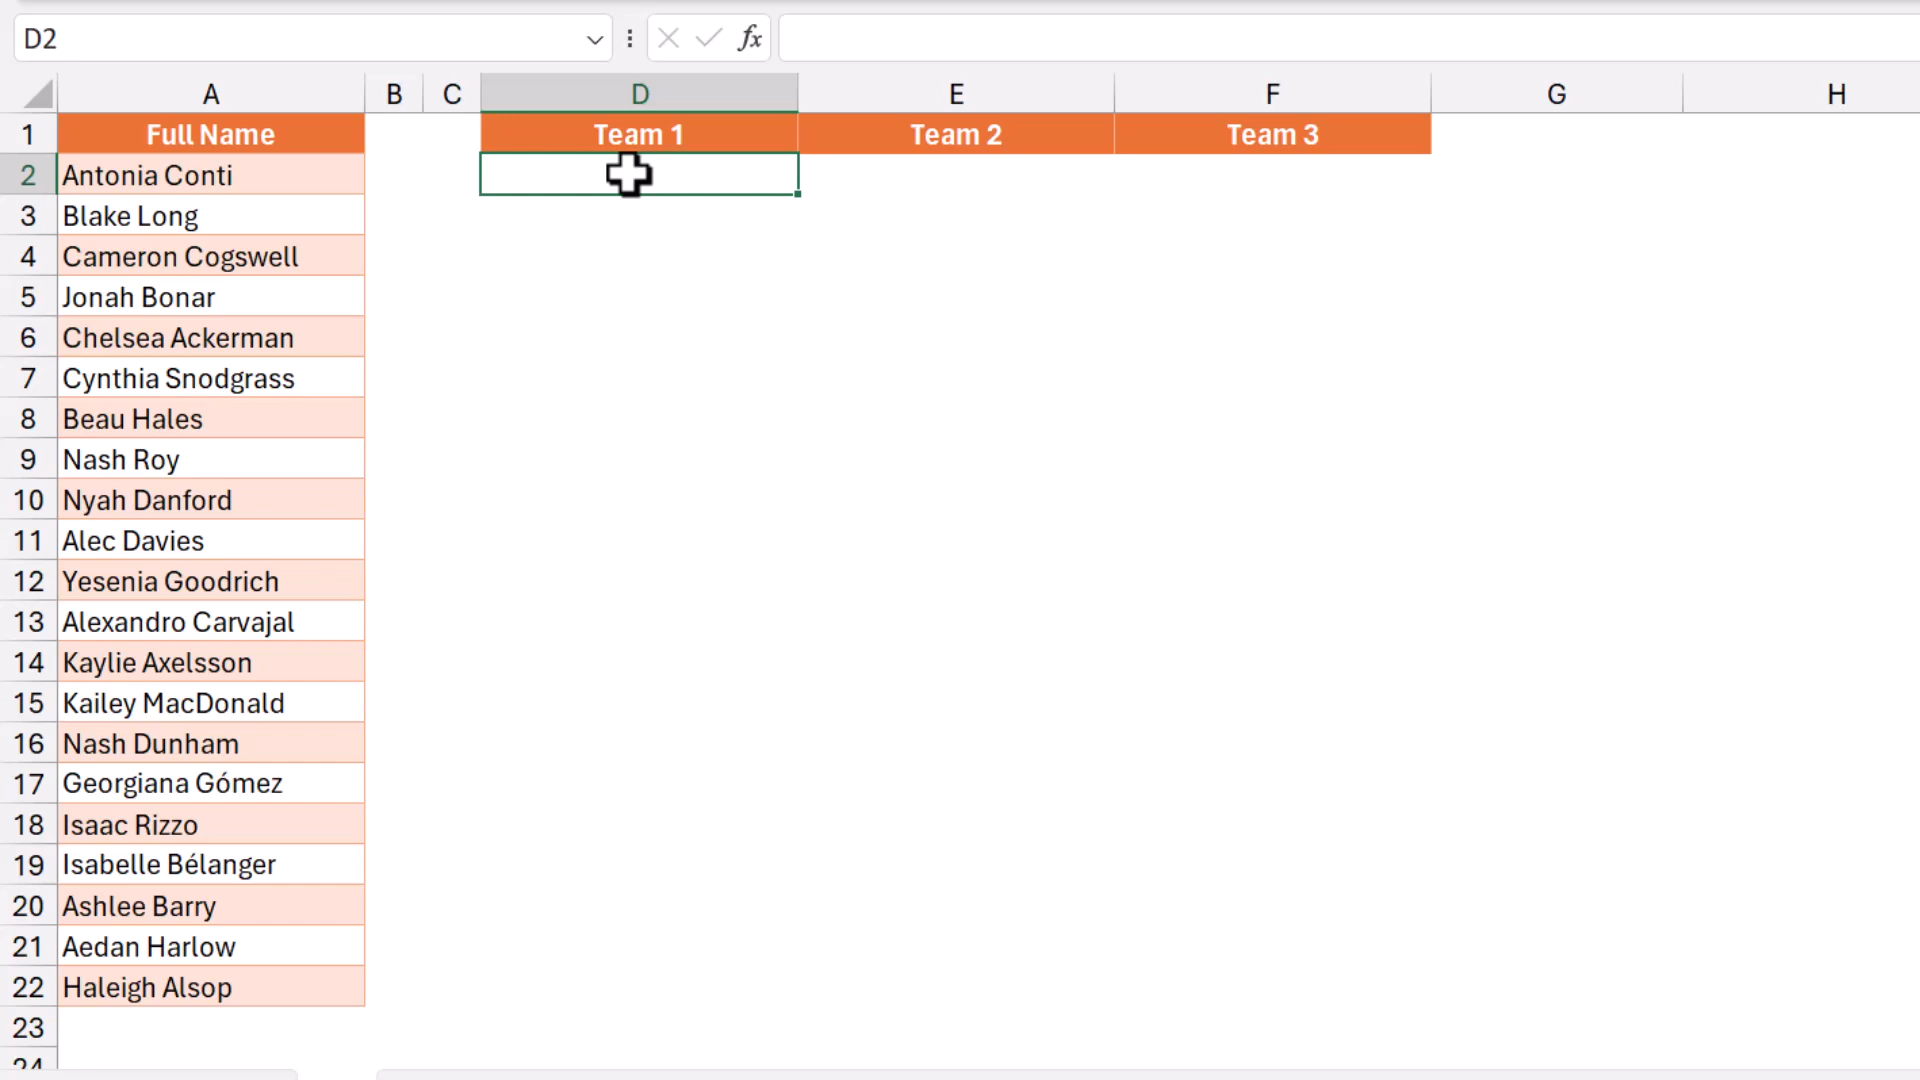 D2 fx
A B C D E F G H
1 Full Name Team 1 Team 2 Team 3
2 Antonia Conti
3 Blake Long
4 Cameron Cogswell
5 Jonah Bonar
6 Chelsea Ackerman
7 Cynthia Snodgrass
8 Beau Hales
9 Nash Roy
10 Nyah Danford
11 Alec Davies
12 Yesenia Goodrich
13 Alexandro Carvajal
14 Kaylie Axelsson
15 Kailey MacDonald
16 Nash Dunham
17 Georgiana Gómez
18 Isaac Rizzo
19 Isabelle Bélanger
20 Ashlee Barry
21 Aedan Harlow
22 Haleigh Alsop
23
24